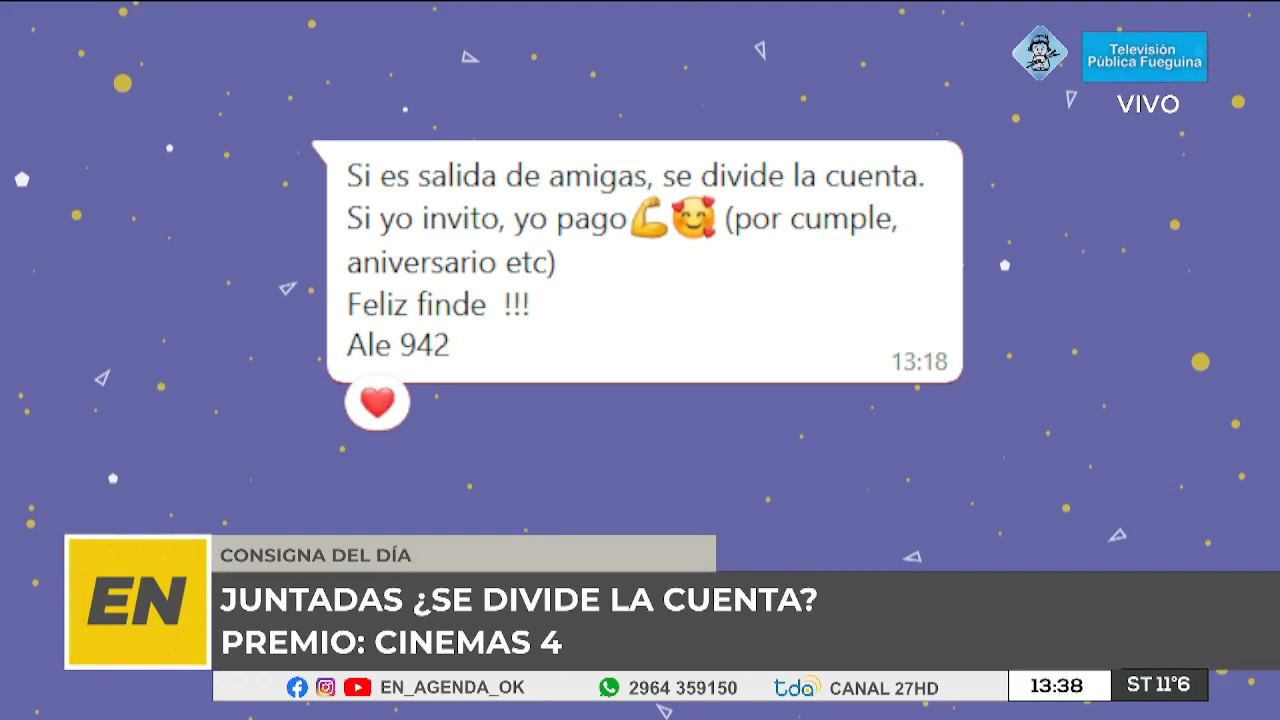 Televisión
Pública Fueguina
VIVO
Si es salida de amigas, se divide la cuenta.
Si yo invito, yo pago💪🥰 (por cumple,
aniversario etc)
Feliz finde !!!
Ale 942
13:18
CONSIGNA DEL DÍA
EN
JUNTADAS ¿SE DIVIDE LA CUENTA?
PREMIO: CINEMAS 4
EN_AGENDA_OK 2964 359150 tda CANAL 27HD 13:38 ST 11°6